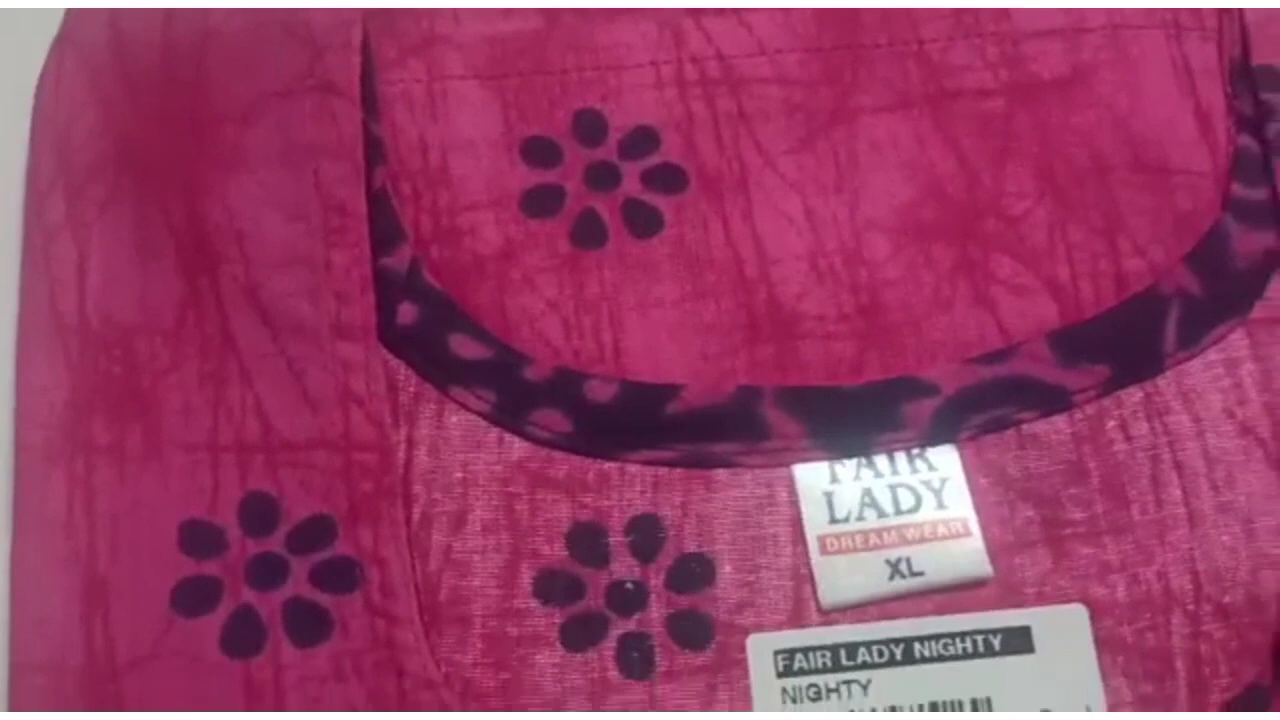 FAIR
LADY
DREAM WEAR
XL
FAIR LADY NIGHTY
NIGHTY